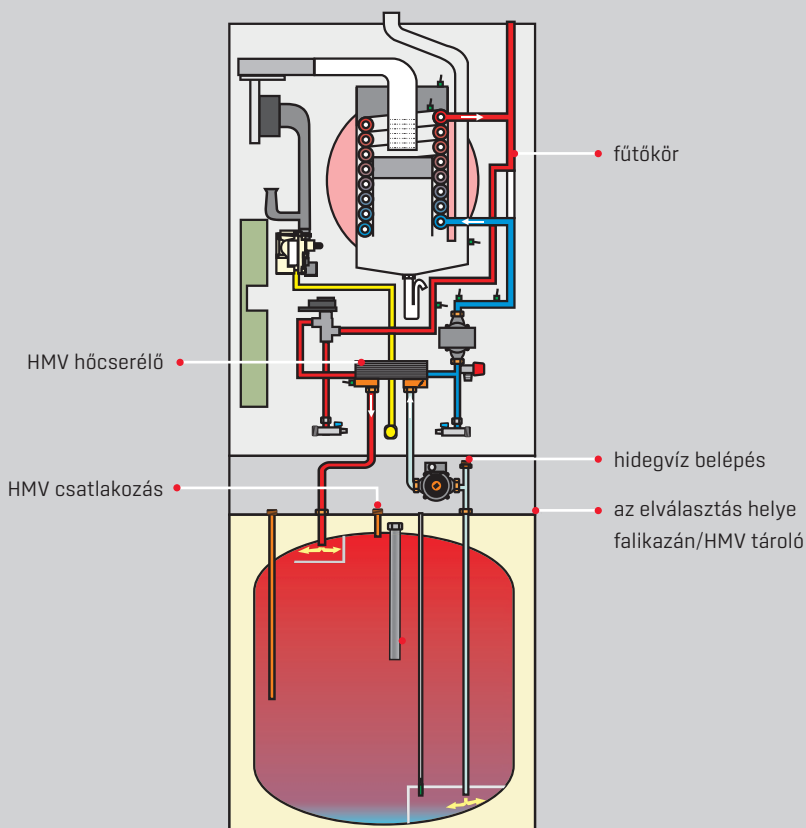 fűtőkör
HMV hőcserélő
hidegvíz belépés
HMV csatlakozás
az elválasztás helye
falikazán/HMV tároló